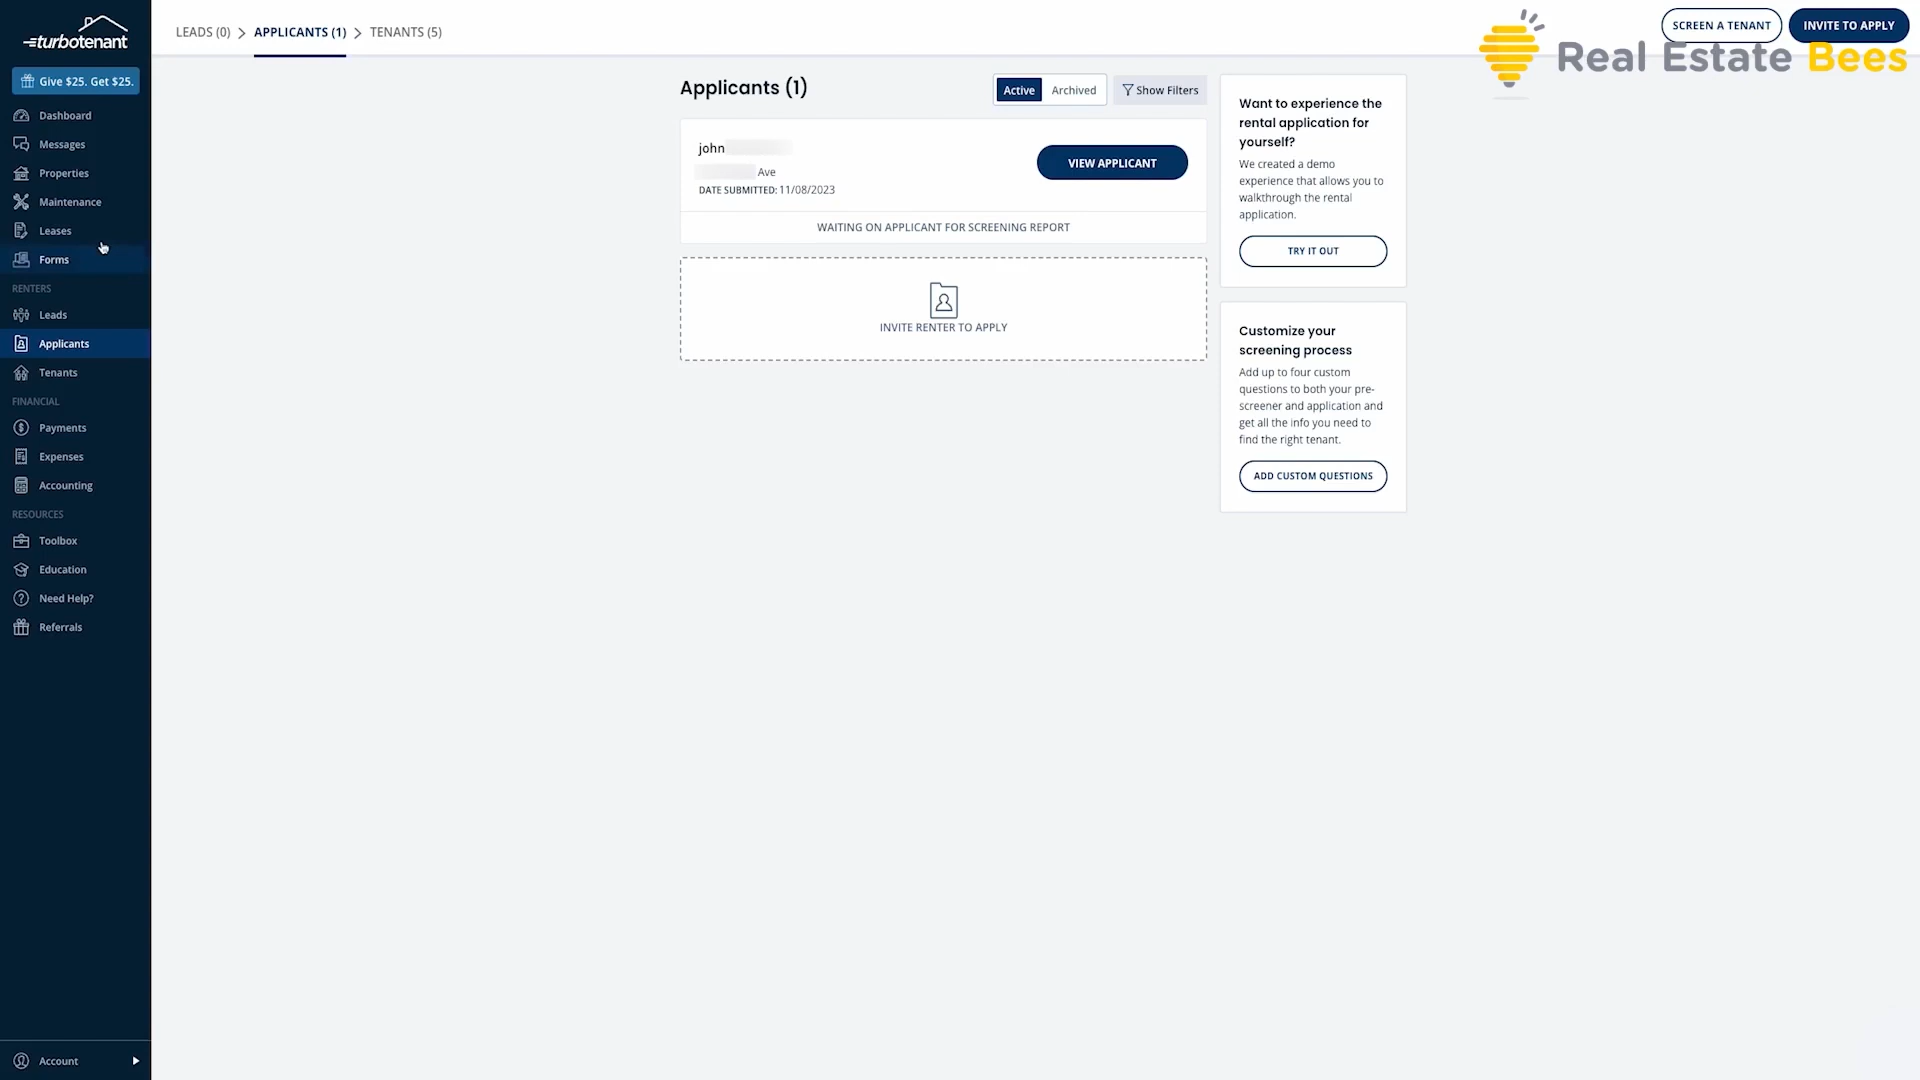 turbotenant
Give $25. Get $25.
Dashboard
Messages
Properties
Maintenance
Leases
Forms
RENTERS
Leads
Applicants
Tenants
FINANCIAL
Payments
Expenses
Accounting
RESOURCES
Toolbox
Education
Need Help?
Referrals
Account
LEADS (0)
APPLICANTS (1)
TENANTS (5)
SCREEN A TENANT
INVITE TO APPLY
Real Estate Bees
Applicants (1)
Active
Archived
Show Filters
john
Ave
DATE SUBMITTED: 11/08/2023
VIEW APPLICANT
WAITING ON APPLICANT FOR SCREENING REPORT
INVITE RENTER TO APPLY
Want to experience the
rental application for
yourself?
We created a demo
experience that allows you to
walkthrough the rental
application.
TRY IT OUT
Customize your
screening process
Add up to four custom
questions to both your pre-
screener and application and
get all the info you need to
find the right tenant.
ADD CUSTOM QUESTIONS